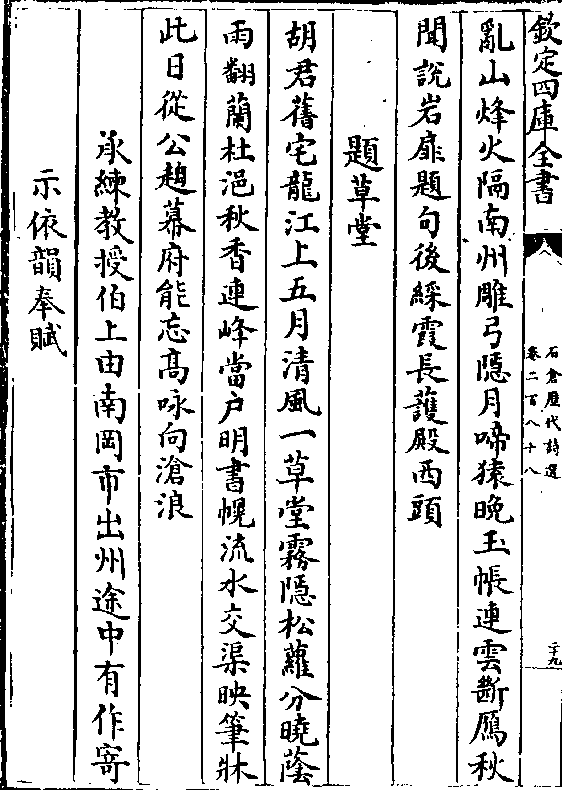 欽定四庫全書
石倉歷代詩選
卷二百八十八
二十九
亂山烽火隔南州雕弓隱月啼猿晚玉帳連雲斷鴈秋
聞說岩扉題句後綵霞長護殿西頭
題草堂
胡君舊宅龍江上五月清風一草堂霧隱松蘿分曉蔭
雨翻蘭杜浥秋香連峰當户明書幌流水交渠映筆牀
此日從公趨幕府能忘髙咏向滄浪
承練教授伯上由南岡市出州途中有作寄
示依韻奉賦